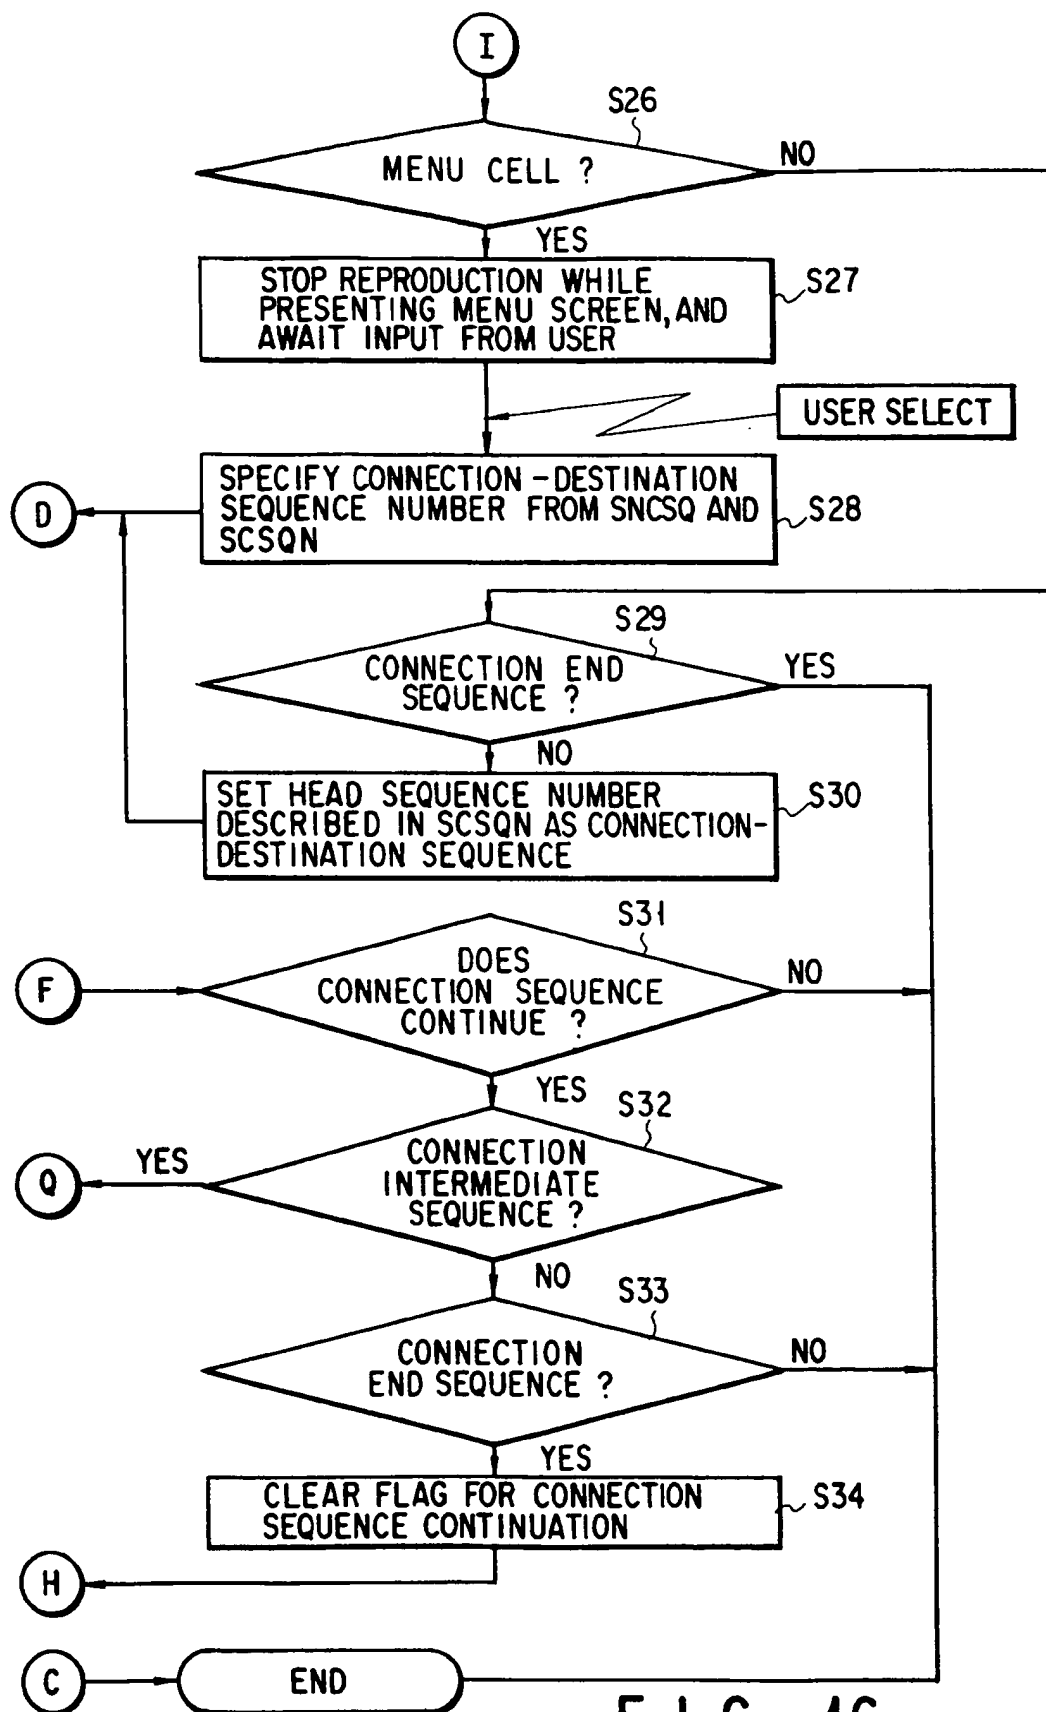 I
S26
MENU CELL ?
NO
YES
STOP REPRODUCTION WHILE
PRESENTING MENU SCREEN, AND
AWAIT INPUT FROM USER
S27
USER SELECT
SPECIFY CONNECTION-DESTINATION
SEQUENCE NUMBER FROM SNCSQ AND
SCSQN
S28
D
S29
CONNECTION END
SEQUENCE ?
YES
NO
SET HEAD SEQUENCE NUMBER
DESCRIBED IN SCSQN AS CONNECTION-
DESTINATION SEQUENCE
S30
S31
F
DOES
CONNECTION SEQUENCE
CONTINUE ?
NO
YES
S32
Q
YES
CONNECTION
INTERMEDIATE
SEQUENCE ?
NO
S33
CONNECTION
END SEQUENCE ?
NO
YES
CLEAR FLAG FOR CONNECTION
SEQUENCE CONTINUATION
S34
H
C
END
FIG. 46